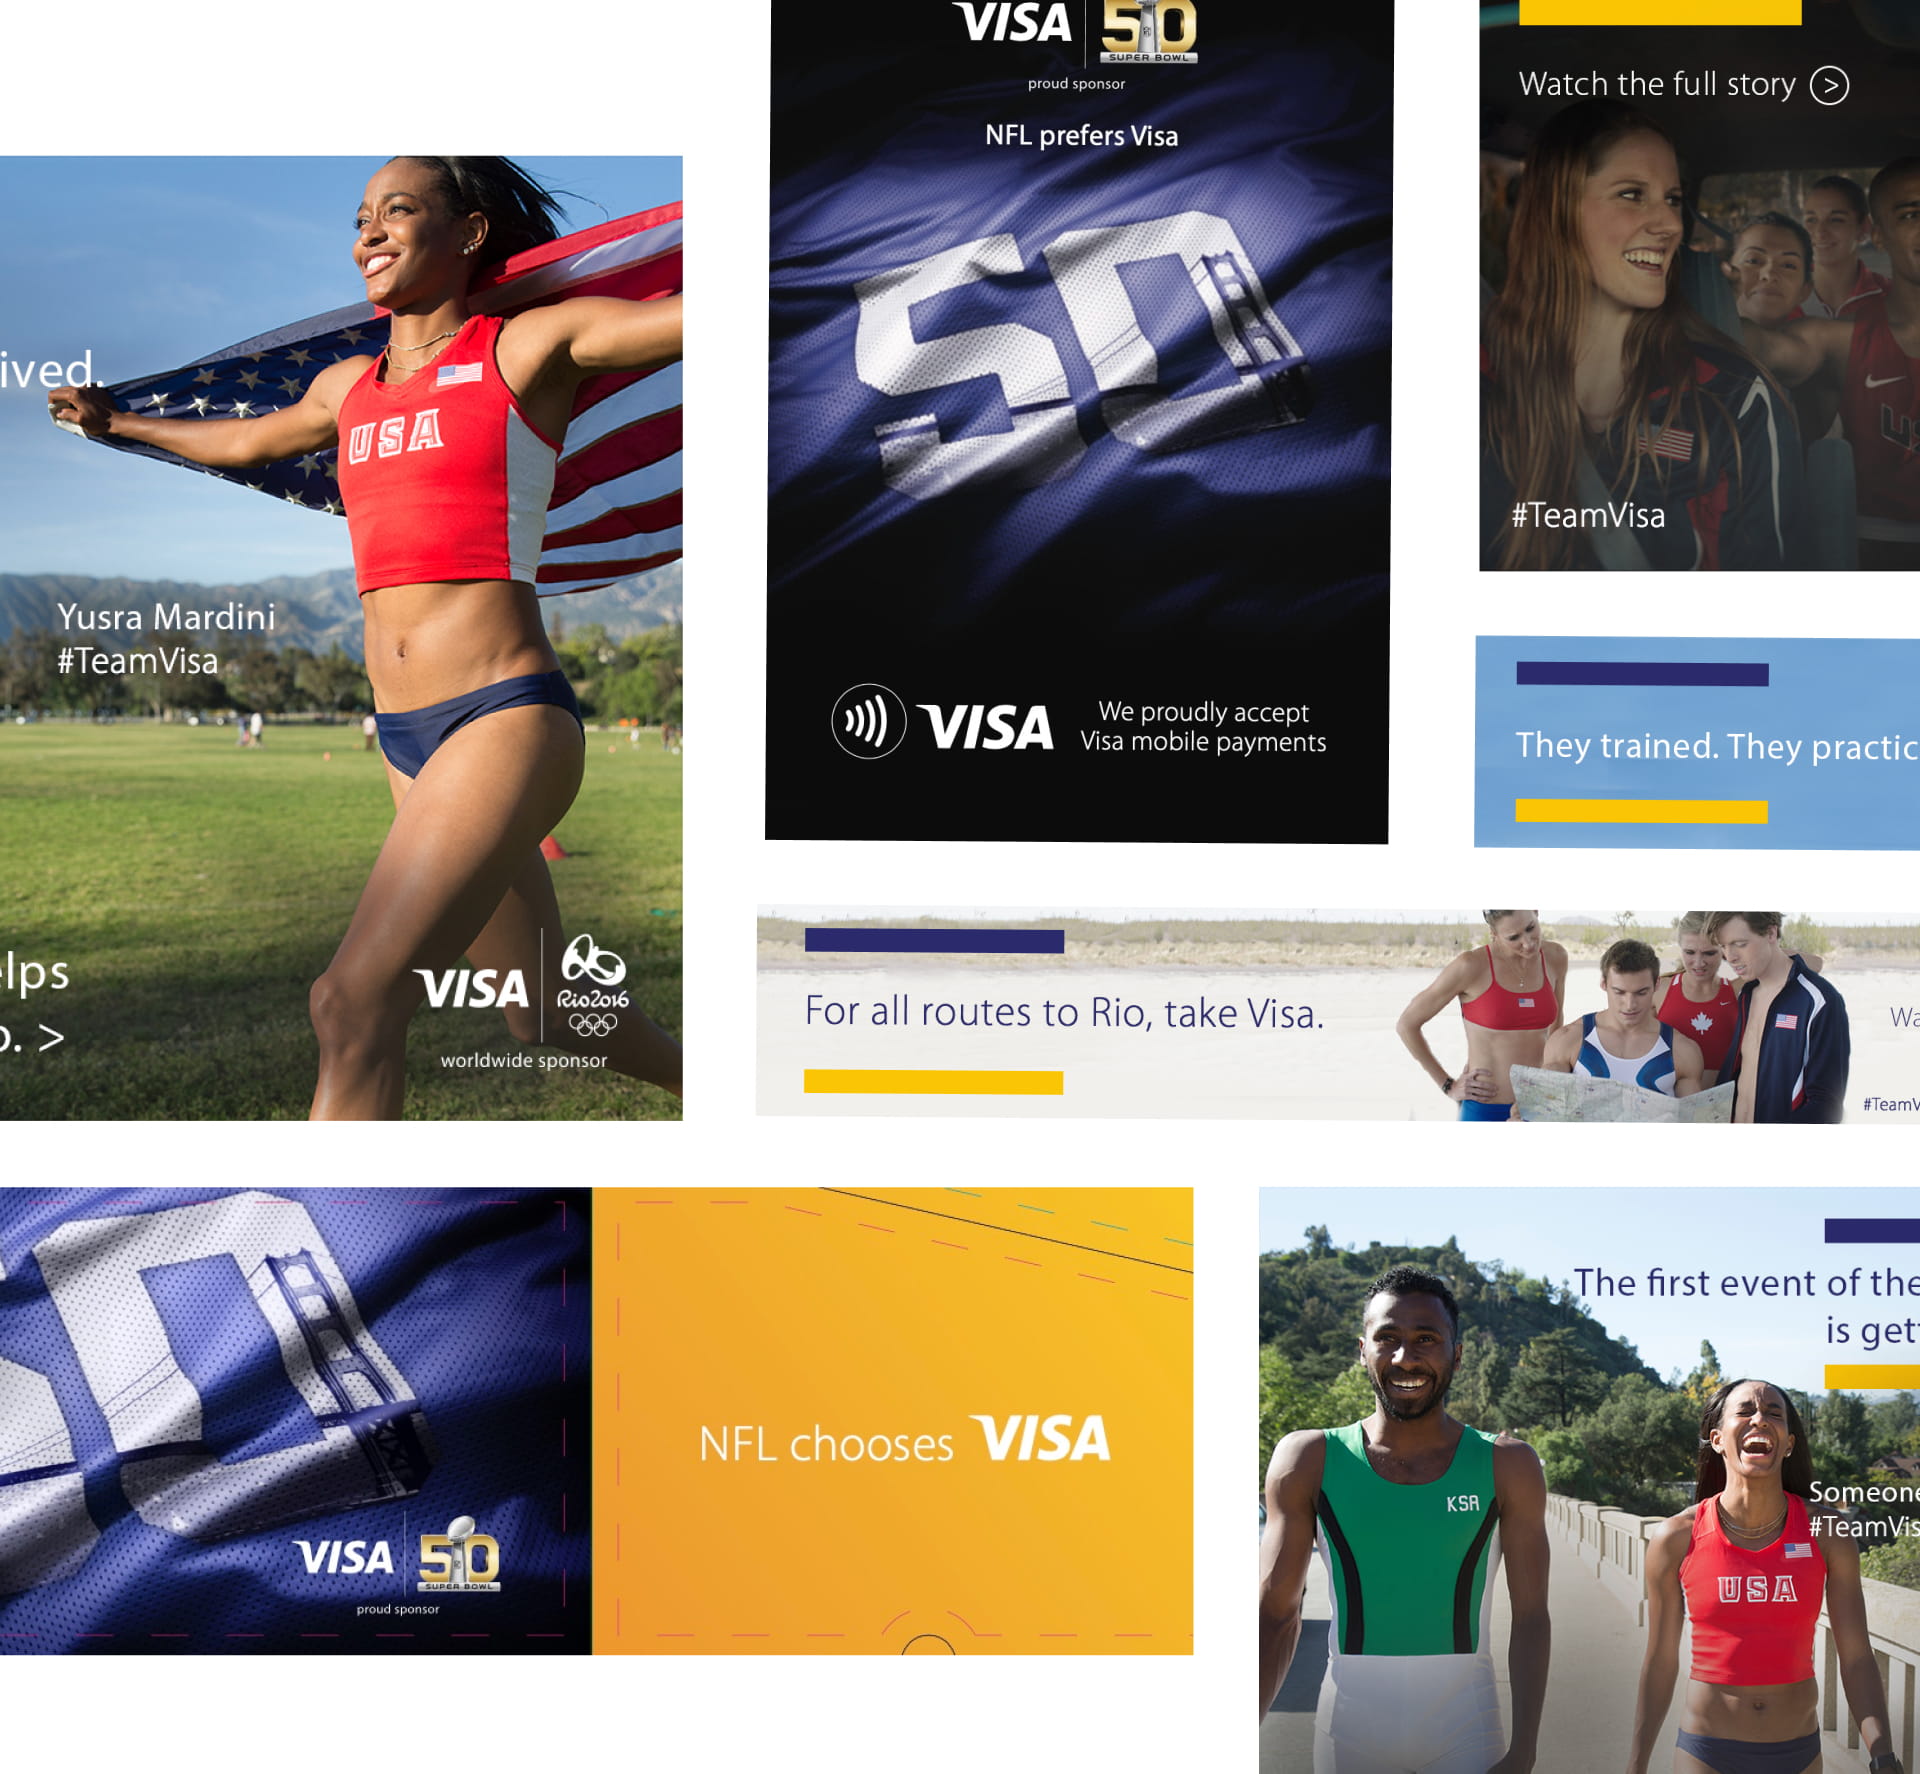 ived.
USA
Yusra Mardini
#TeamVisa
elps
>
VISA
Rio2016
worldwide sponsor
VISA
50
SUPER BOWL
proud sponsor
NFL prefers Visa
50
VISA
We proudly accept
Visa mobile payments
Watch the full story >
#TeamVisa
They trained. They practic
For all routes to Rio, take Visa.
Wa
#TeamV
VISA
50
SUPER BOWL
proud sponsor
NFL chooses VISA
The first event of the
is get
KSA
Someone
#TeamVis
USA